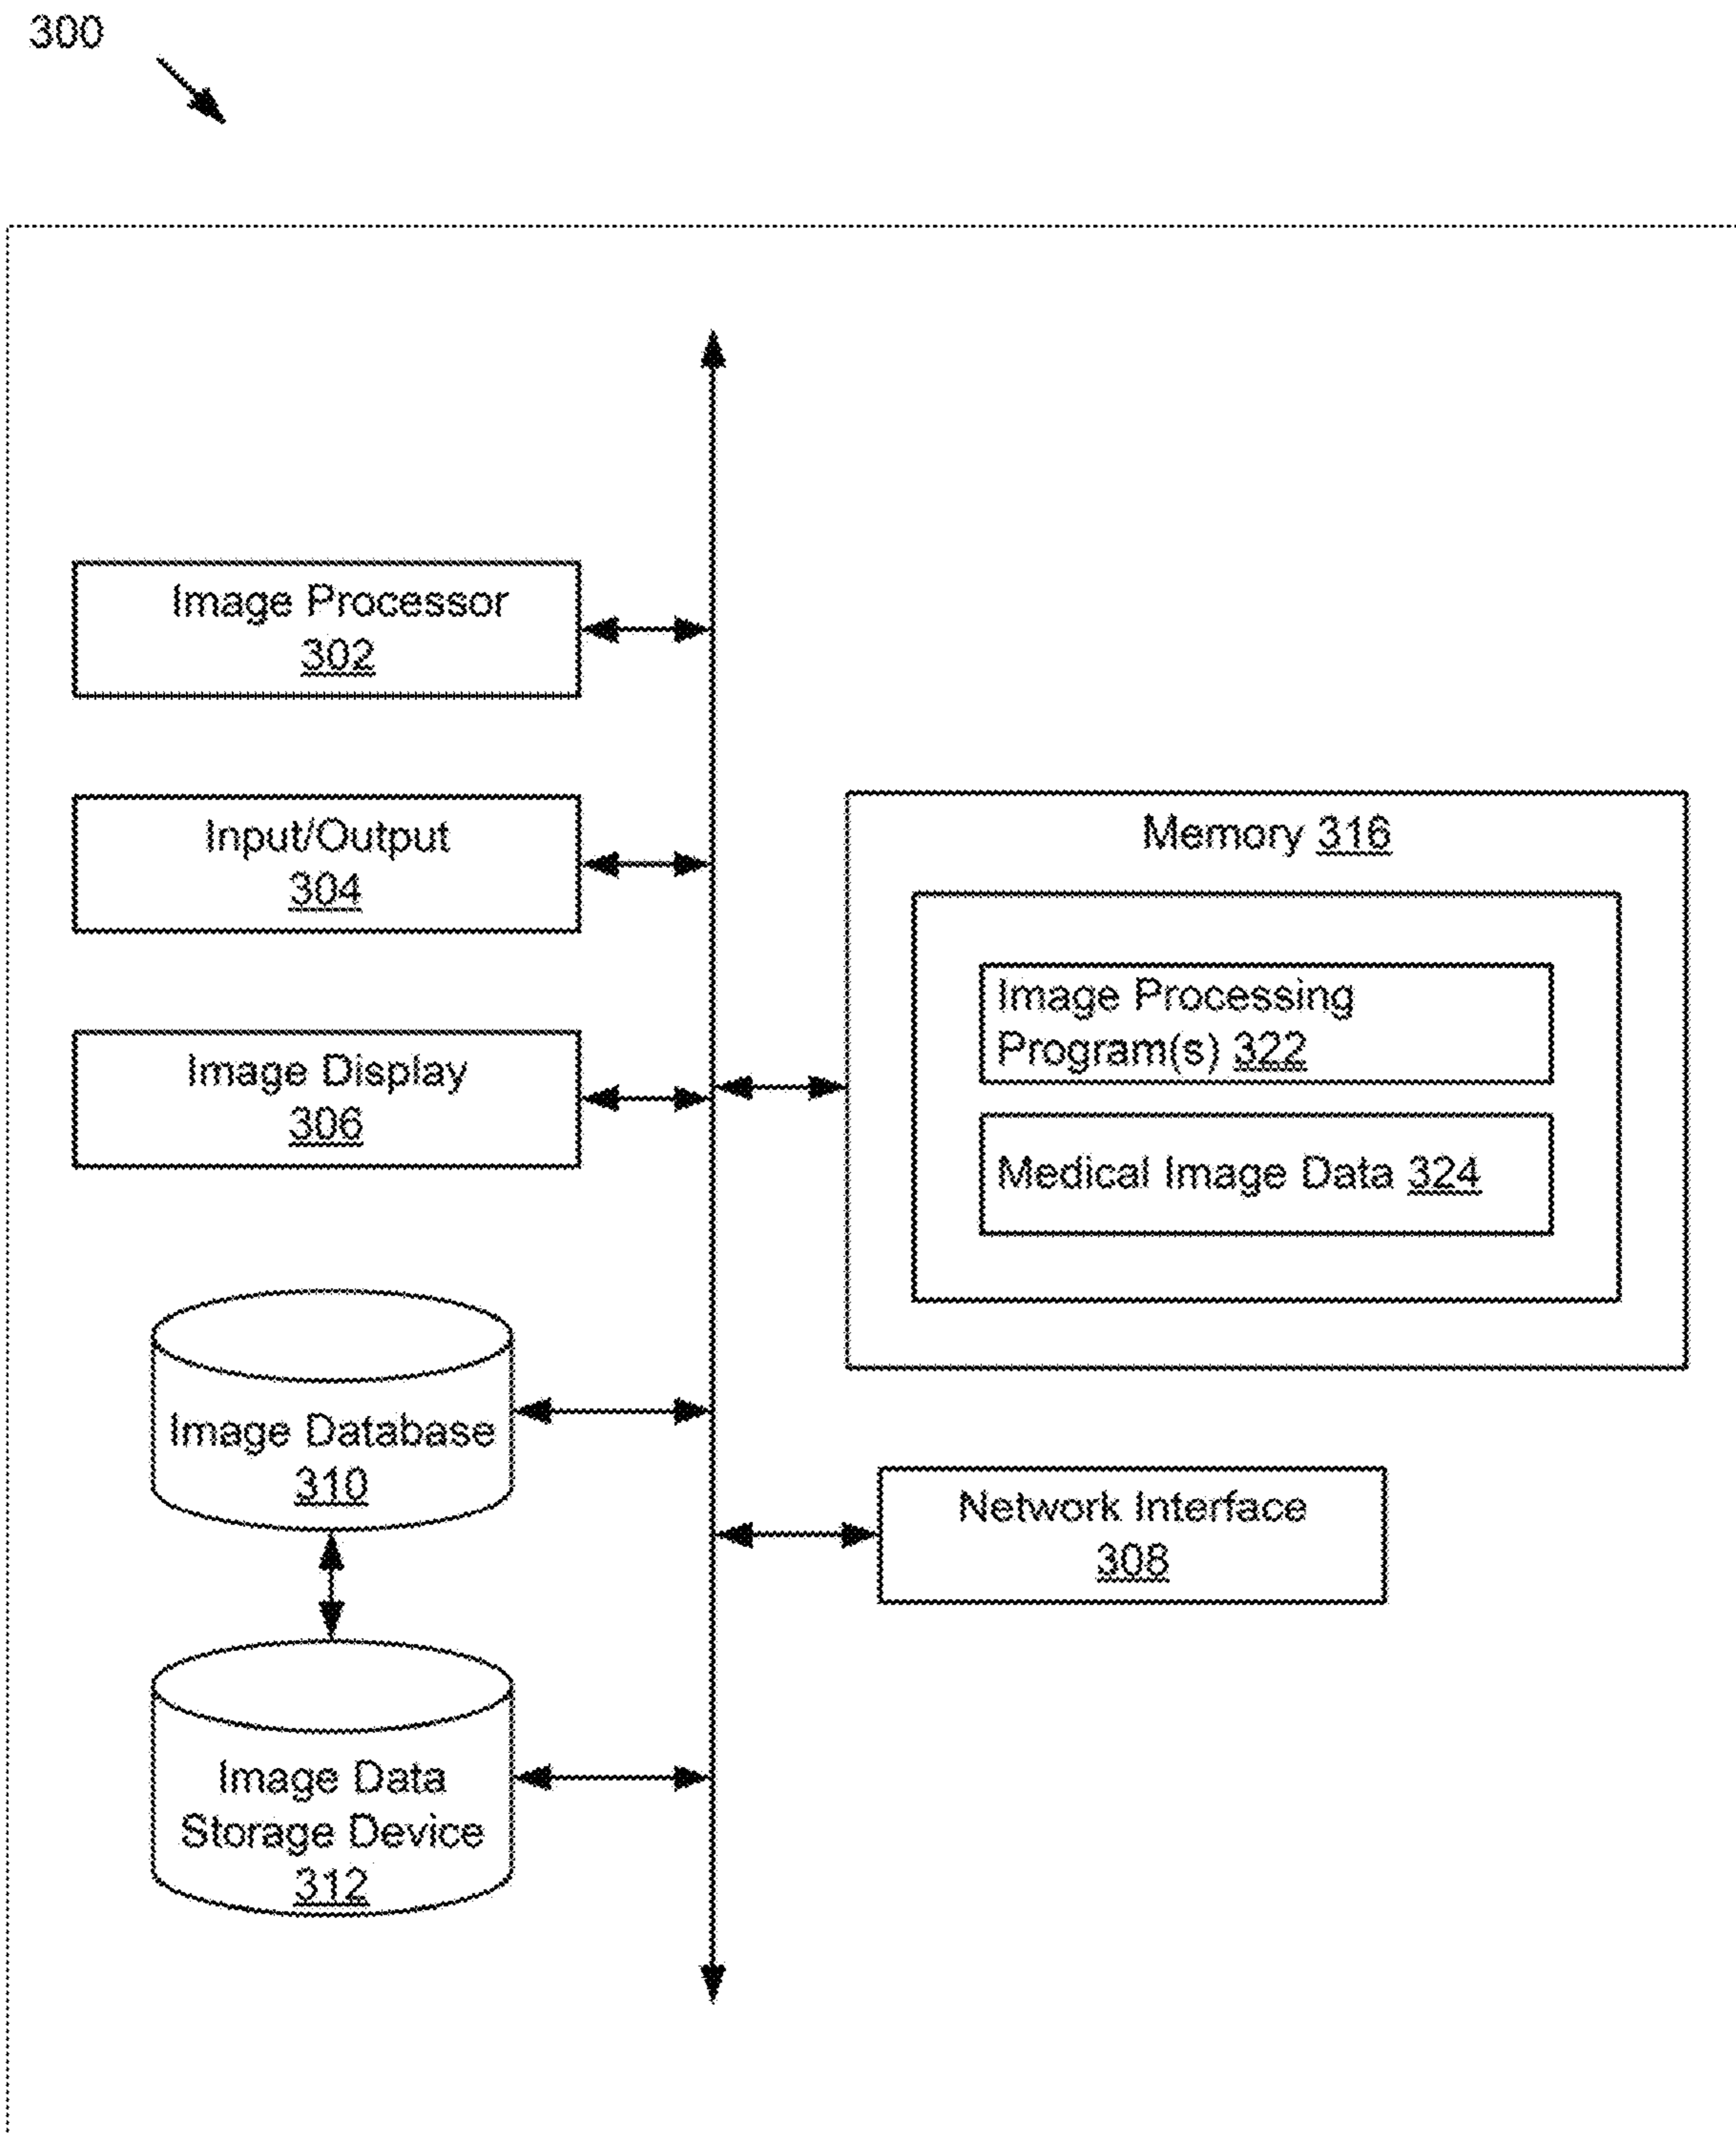 300
Image Processor
302
Input/Output
304
Image Display
306
Memory 316
Image Processing
Program(s) 322
Medical Image Data 324
Image Database
310
Network Interface
308
Image Data
Storage Device
312